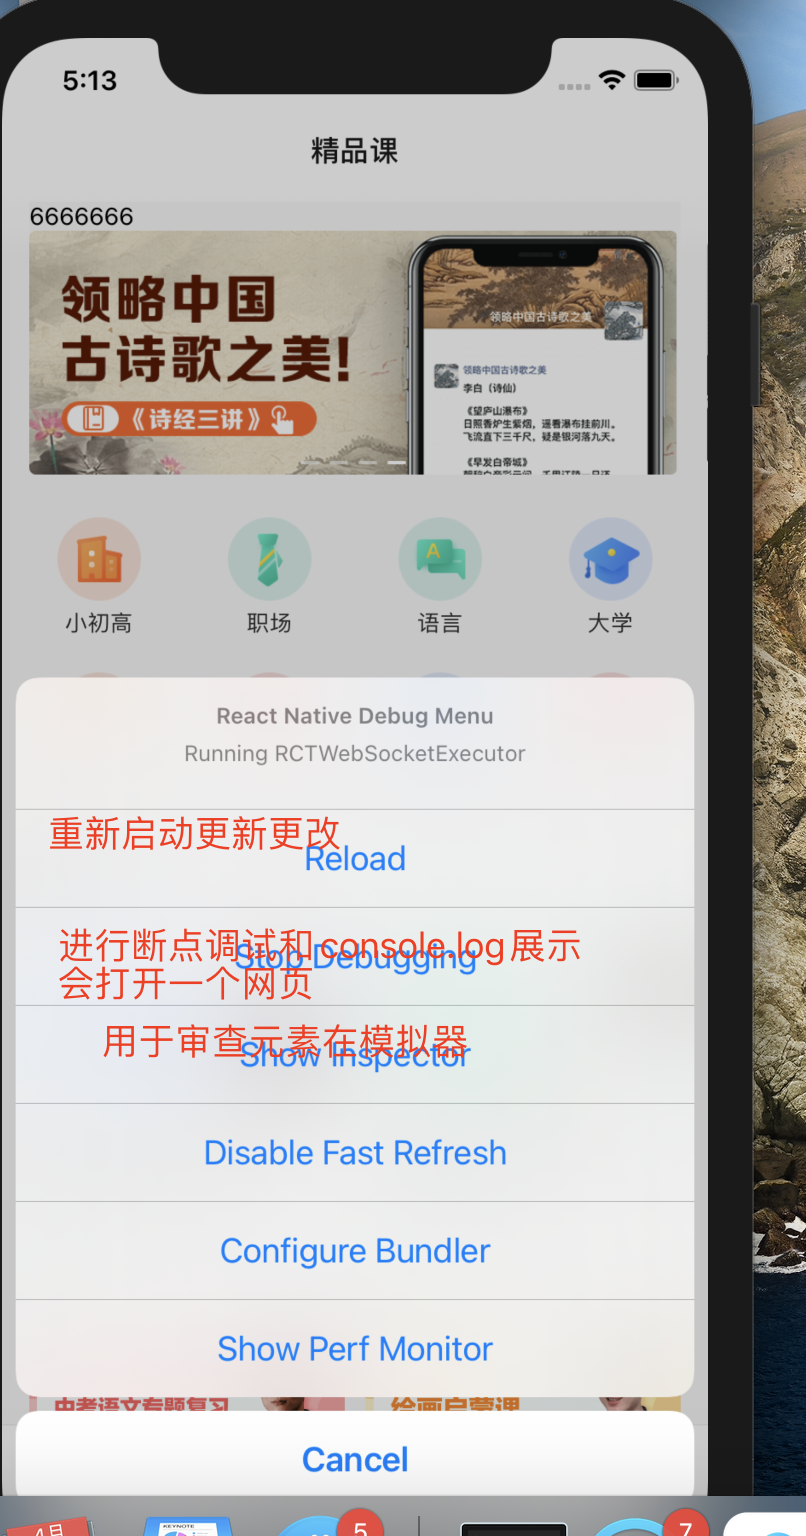 5:13
精品课
6666666
领略中国
古诗歌之美!
《诗经三讲》
领略中国古诗歌之美
领略中国古诗歌之美
李白(诗仙)
《望庐山瀑布》
日照香炉生紫烟,遥看瀑布挂前川。
飞流直下三千尺,疑是银河落九天。
《早发白帝城》
小初高
职场
语言
大学
React Native Debug Menu
Running RCTWebSocketExecutor
重新启动更新更改
Reload
进行断点调试和console.log展示
Stop Debugging
会打开一个网页
用于审查元素在模拟器
Show Inspector
Disable Fast Refresh
Configure Bundler
Show Perf Monitor
中考语文专题复习
绘画启蒙课
Cancel
4月
KEYNOTE
5
7